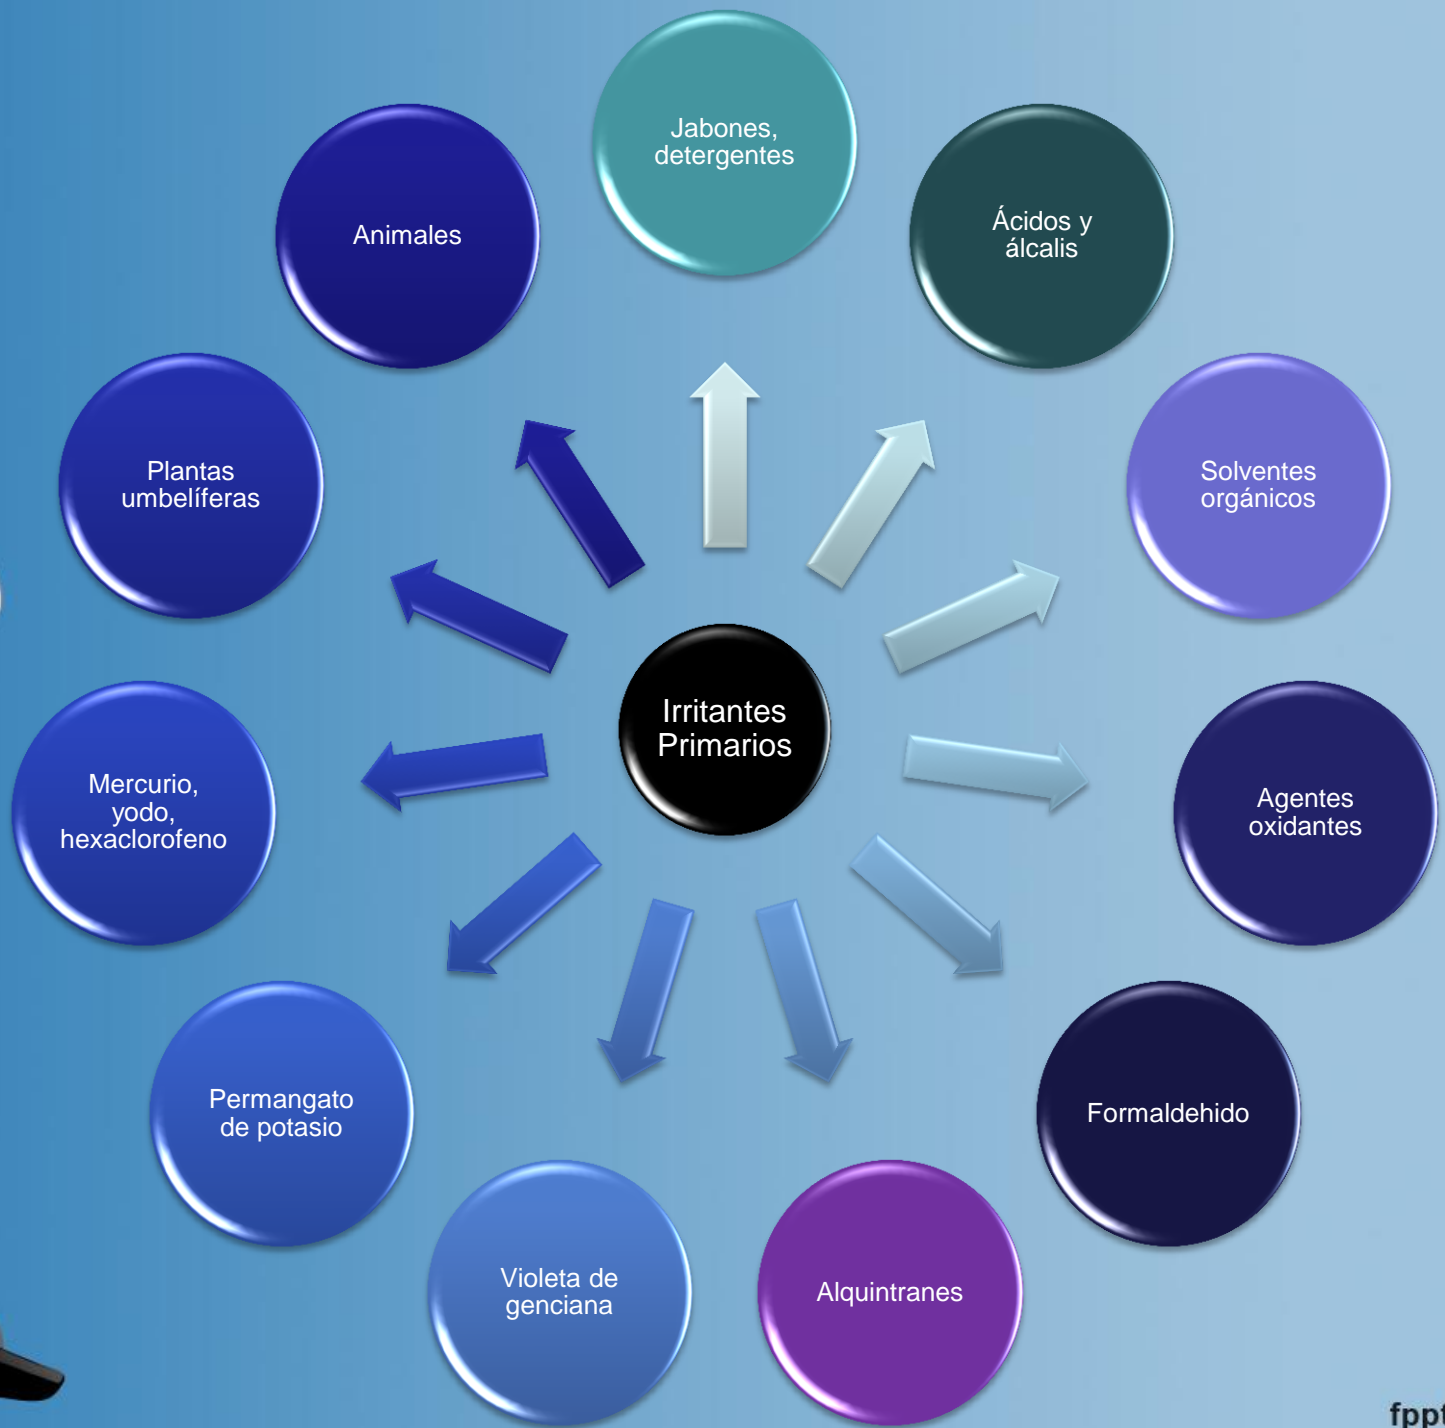 Jabones,
detergentes
Ácidos y
álcalis
Solventes
orgánicos
Agentes
oxidantes
Formaldehido
Alquintranes
Violeta de
genciana
Permangato
de potasio
Mercurio,
yodo,
hexaclorofeno
Plantas
umbelíferas
Animales
Irritantes
Primarios
fppt